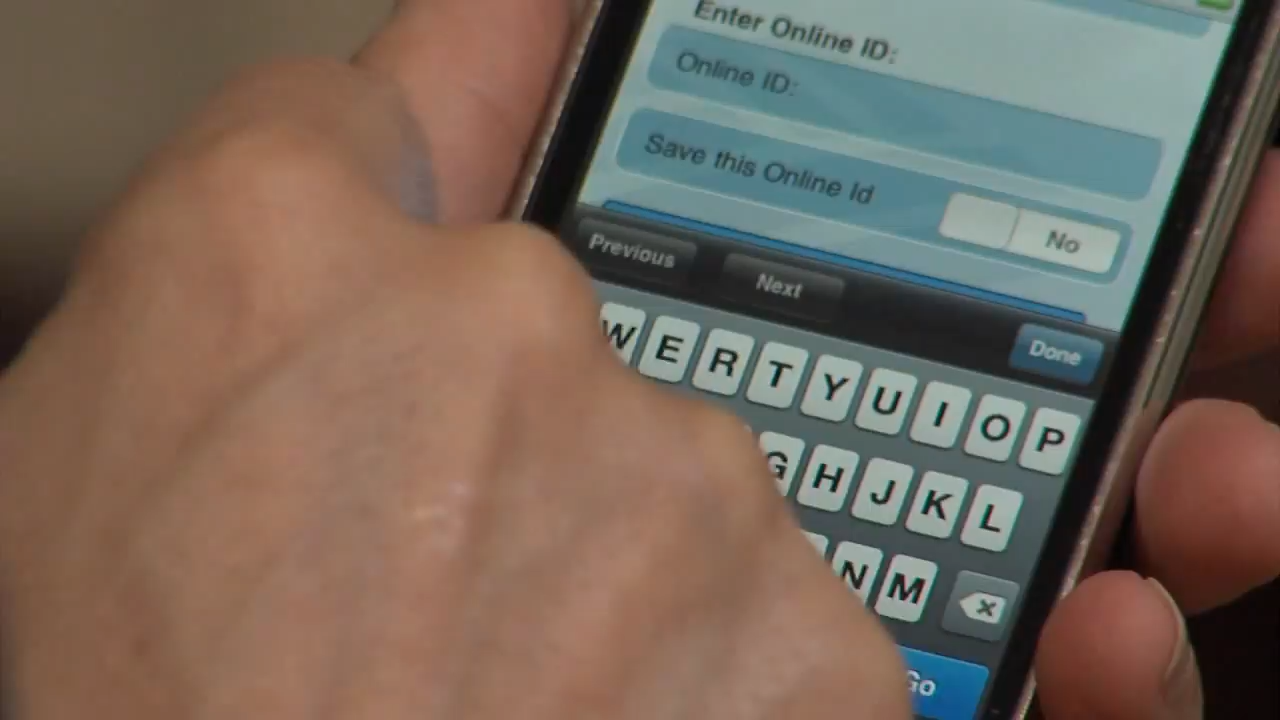 Enter Online ID:
Online ID:
Save this Online Id
No
Previous Next
Done
W E R T Y U I O P
G H J K L
N M
Go